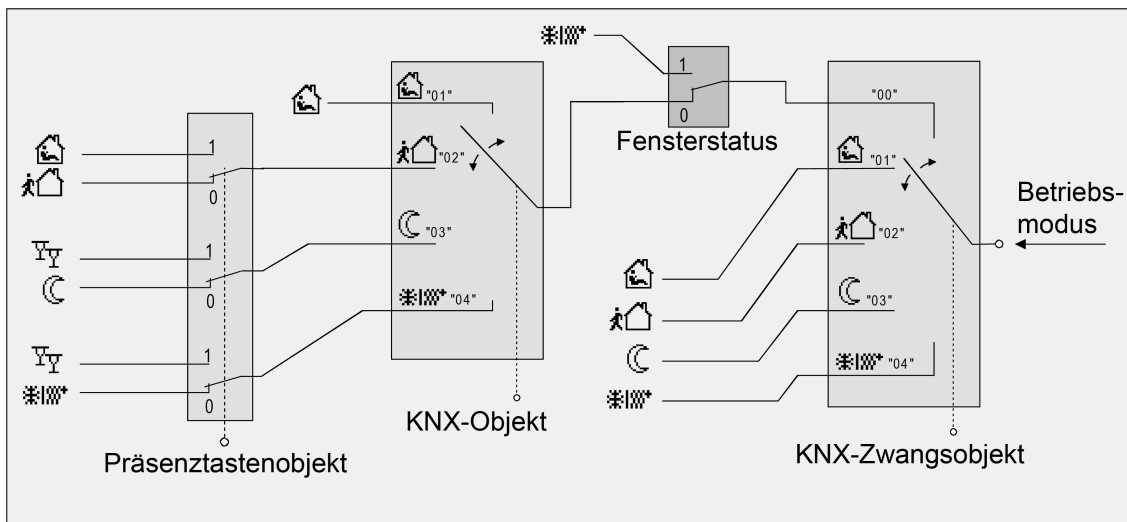 1
0
1
0
1
0
Präsenztastenobjekt
"01"
"02"
"03"
"04"
KNX-Objekt
1
0
Fensterstatus
"00"
"01"
"02"
"03"
"04"
KNX-Zwangsobjekt
Betriebs-
modus